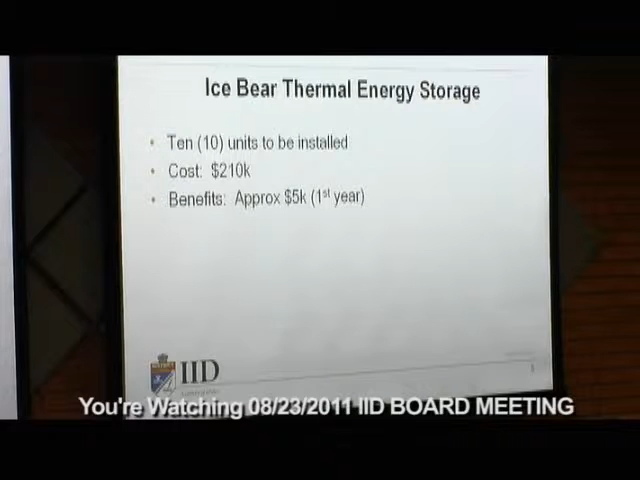 Ice Bear Thermal Energy Storage
• Ten (10) units to be installed
• Cost: $210k
• Benefits: Approx $5k (1st year)
IID
You're Watching 08/23/2011 IID BOARD MEETING